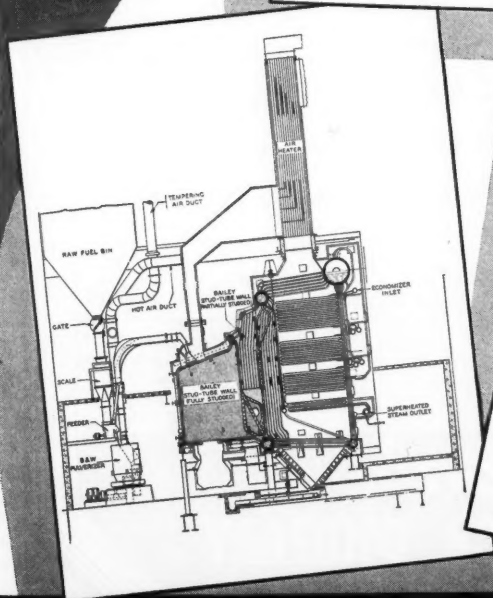 AIR
HEATER
TEMPERING
AIR DUCT
RAW FUEL BIN
HOT AIR DUCT
GATE
BAILEY
STUD-TUBE WALL
(PARTIALLY STUDDED)
ECONOMIZER
INLET
SCALE
BAILEY
STUD-TUBE WALL
(FULLY STUDDED)
FEEDER
SUPERHEATED
STEAM OUTLET
B&W
PULVERIZER